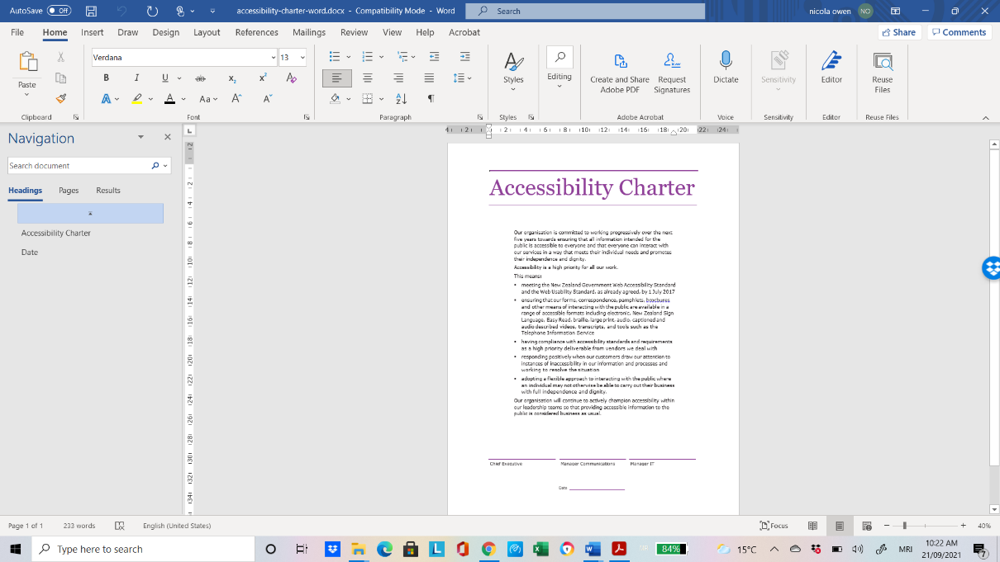 AutoSave Off accessibility-charter-word.docx - Compatibility Mode - Word Search nicola owen NO
File Home Insert Draw Design Layout References Mailings Review View Help Acrobat Share Comments
Verdana 13
Paste
B I U ab x2 x2 A
A A Aa A A
Styles
Editing
Create and Share Adobe PDF
Request Signatures
Dictate
Sensitivity
Editor
Reuse Files
Clipboard Font Paragraph Styles Adobe Acrobat Voice Sensitivity Editor Reuse Files
Navigation
Search document
Headings Pages Results
Accessibility Charter
Date
Accessibility Charter
Our organisation is committed to working progressively over the next
five years towards ensuring that all information intended for the
public is accessible to everyone and that everyone can interact with
our services in a way that meets their individual needs and promotes
their independence and dignity.
Accessibility is a high priority for all our work.
This means:
• meeting the New Zealand Government Web Accessibility Standard
and the Web Usability Standard, as already agreed, by 1 July 2017
• ensuring that our forms, correspondence, pamphlets, brochures
and other means of interacting with the public are available in a
range of accessible formats including electronic, New Zealand Sign
Language, Easy Read, braille, large print, audio, captioned and
audio described videos, transcripts, and tools such as the
Telephone Information Service
• having compliance with accessibility standards and requirements
as a high priority deliverable from vendors we deal with
• responding positively when our customers draw our attention to
instances of inaccessibility in our information and processes and
working to resolve the situation
• adopting a flexible approach to interacting with the public where
an individual may not otherwise be able to carry out their business
with full independence and dignity.
Our organisation will continue to actively champion accessibility within
our leadership teams so that providing accessible information to the
public is considered business as usual.
Chief Executive Manager Communications Manager IT
Date
Page 1 of 1 233 words English (United States) Focus 40%
Type here to search 84% 15°C MRI 10:22 AM
21/09/2021 7